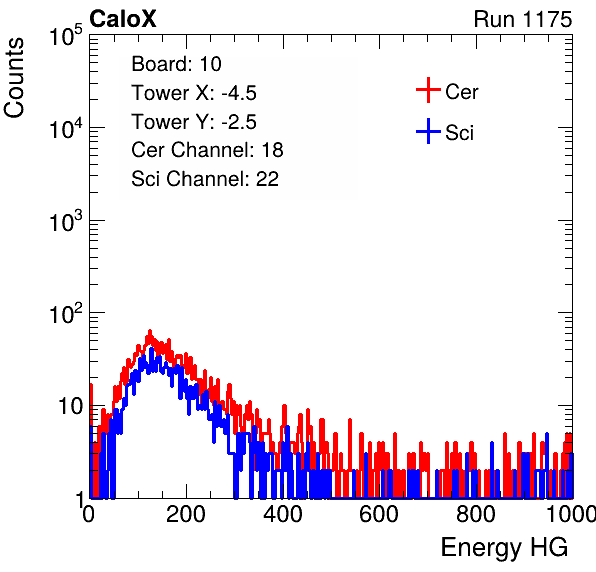 CaloX Run 1175
Counts
10^5
10^4
10^3
10^2
10
1
Board: 10
Tower X: -4.5
Tower Y: -2.5
Cer Channel: 18
Sci Channel: 22
Cer
Sci
0 200 400 600 800 1000
Energy HG